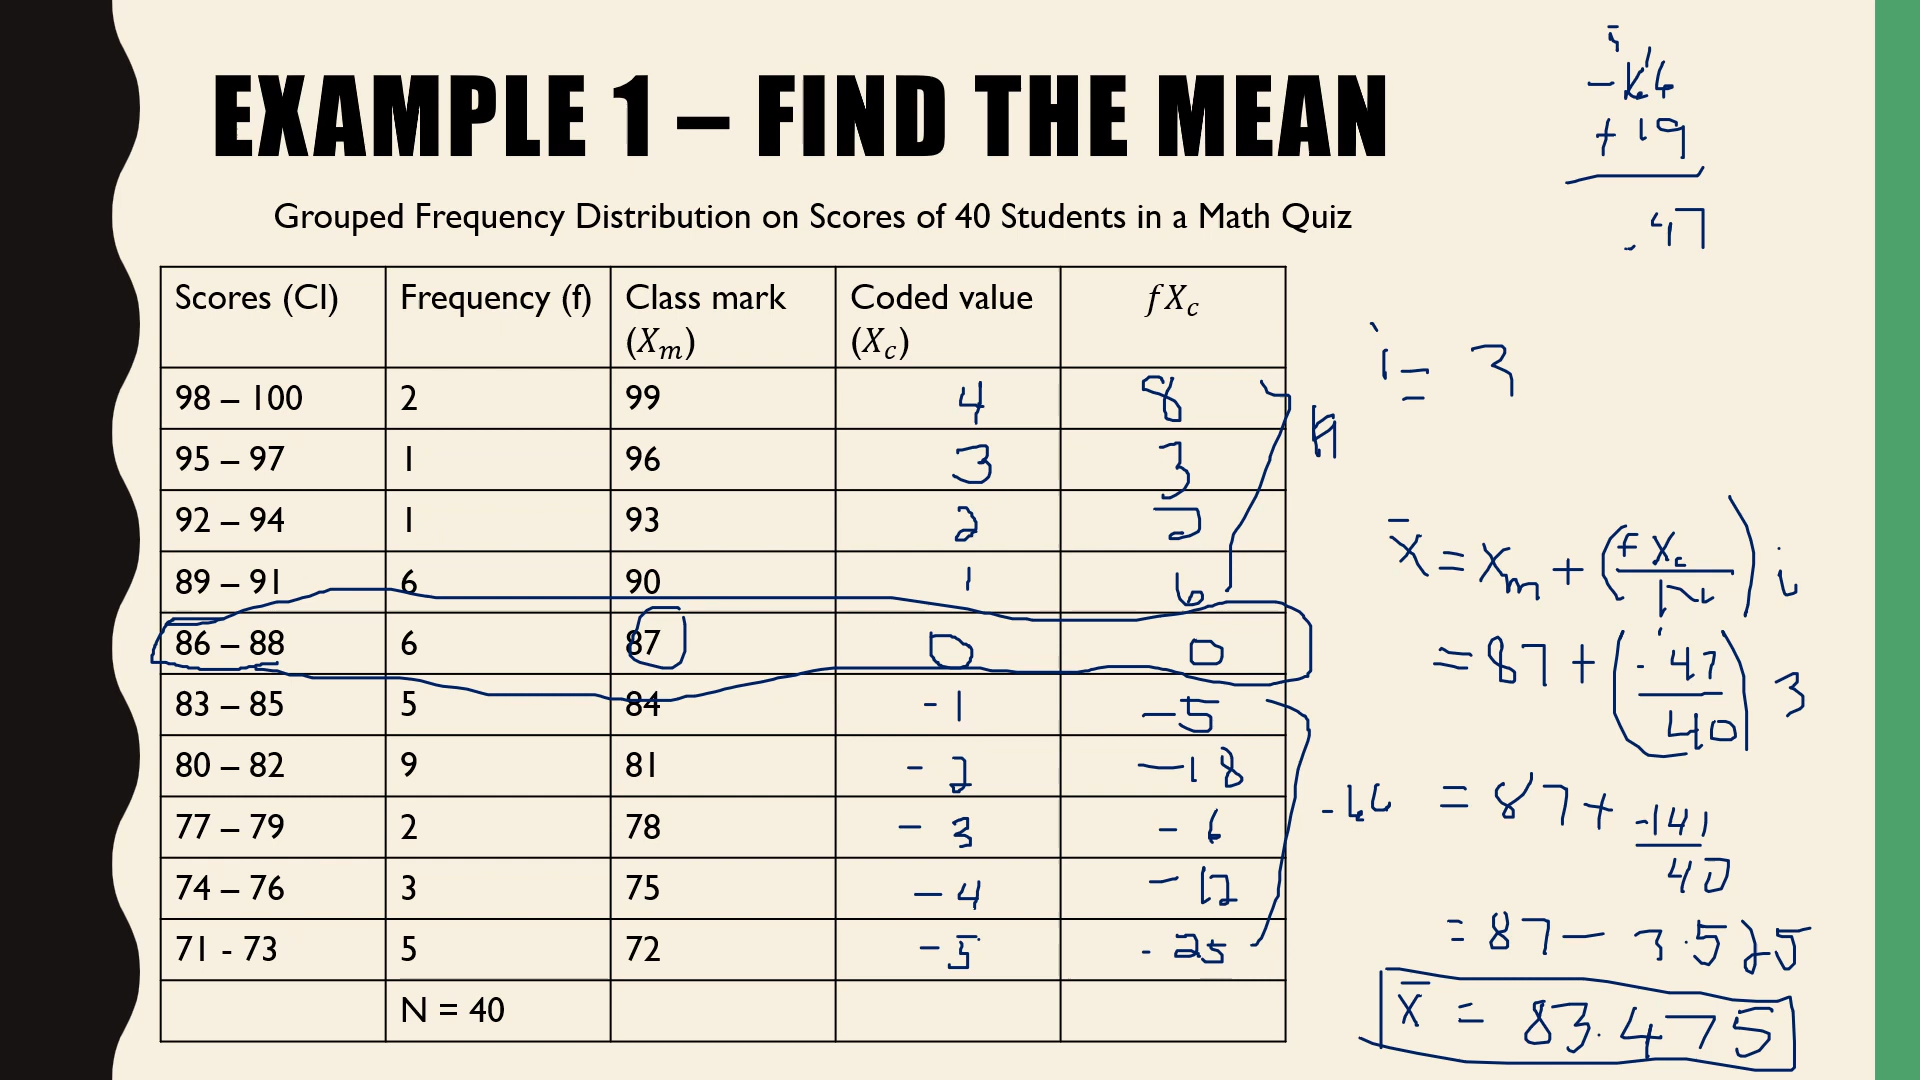 EXAMPLE 1 – FIND THE MEAN
Grouped Frequency Distribution on Scores of 40 Students in a Math Quiz
Scores (CI) Frequency (f) Class mark (Xₘ) Coded value (X꜀) fX꜀
98 – 100 2 99 4 8
95 – 97 1 96 3 3
92 – 94 1 93 2 2
89 – 91 6 90 1 6
86 – 88 6 87 0 0
83 – 85 5 84 -1 -5
80 – 82 9 81 -2 -18
77 – 79 2 78 -3 -6
74 – 76 3 75 -4 -12
71 - 73 5 72 -5 -25
N = 40
-66
+ 19
-47
i = 3
-66
x̄ = xₘ + (fX꜀/N) i
= 87 + (-47/40) 3
= 87 + -141/40
= 87 - 3.525
x̄ = 83.475